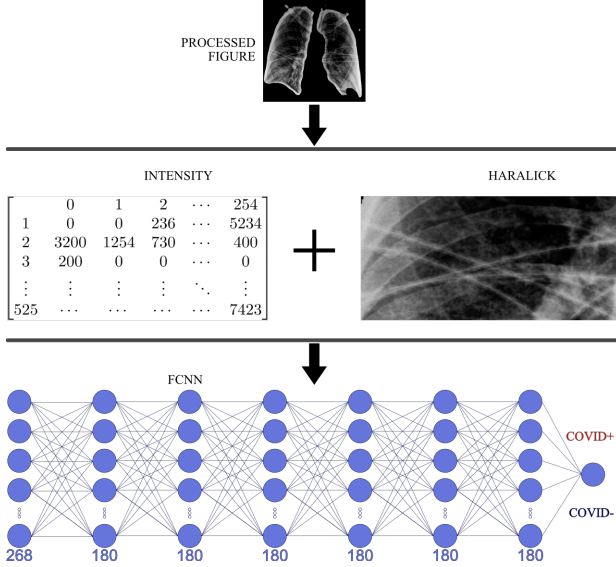 PROCESSED
FIGURE
INTENSITY
HARALICK
0 1 2 ⋯ 254
1 0 0 236 ⋯ 5234
2 3200 1254 730 ⋯ 400
3 200 0 0 ⋯ 0
⋮ ⋮ ⋮ ⋮ ⋱ ⋮
525 ⋯ ⋯ ⋯ ⋯ 7423
+
FCNN
COVID+
COVID-
268 180 180 180 180 180 180